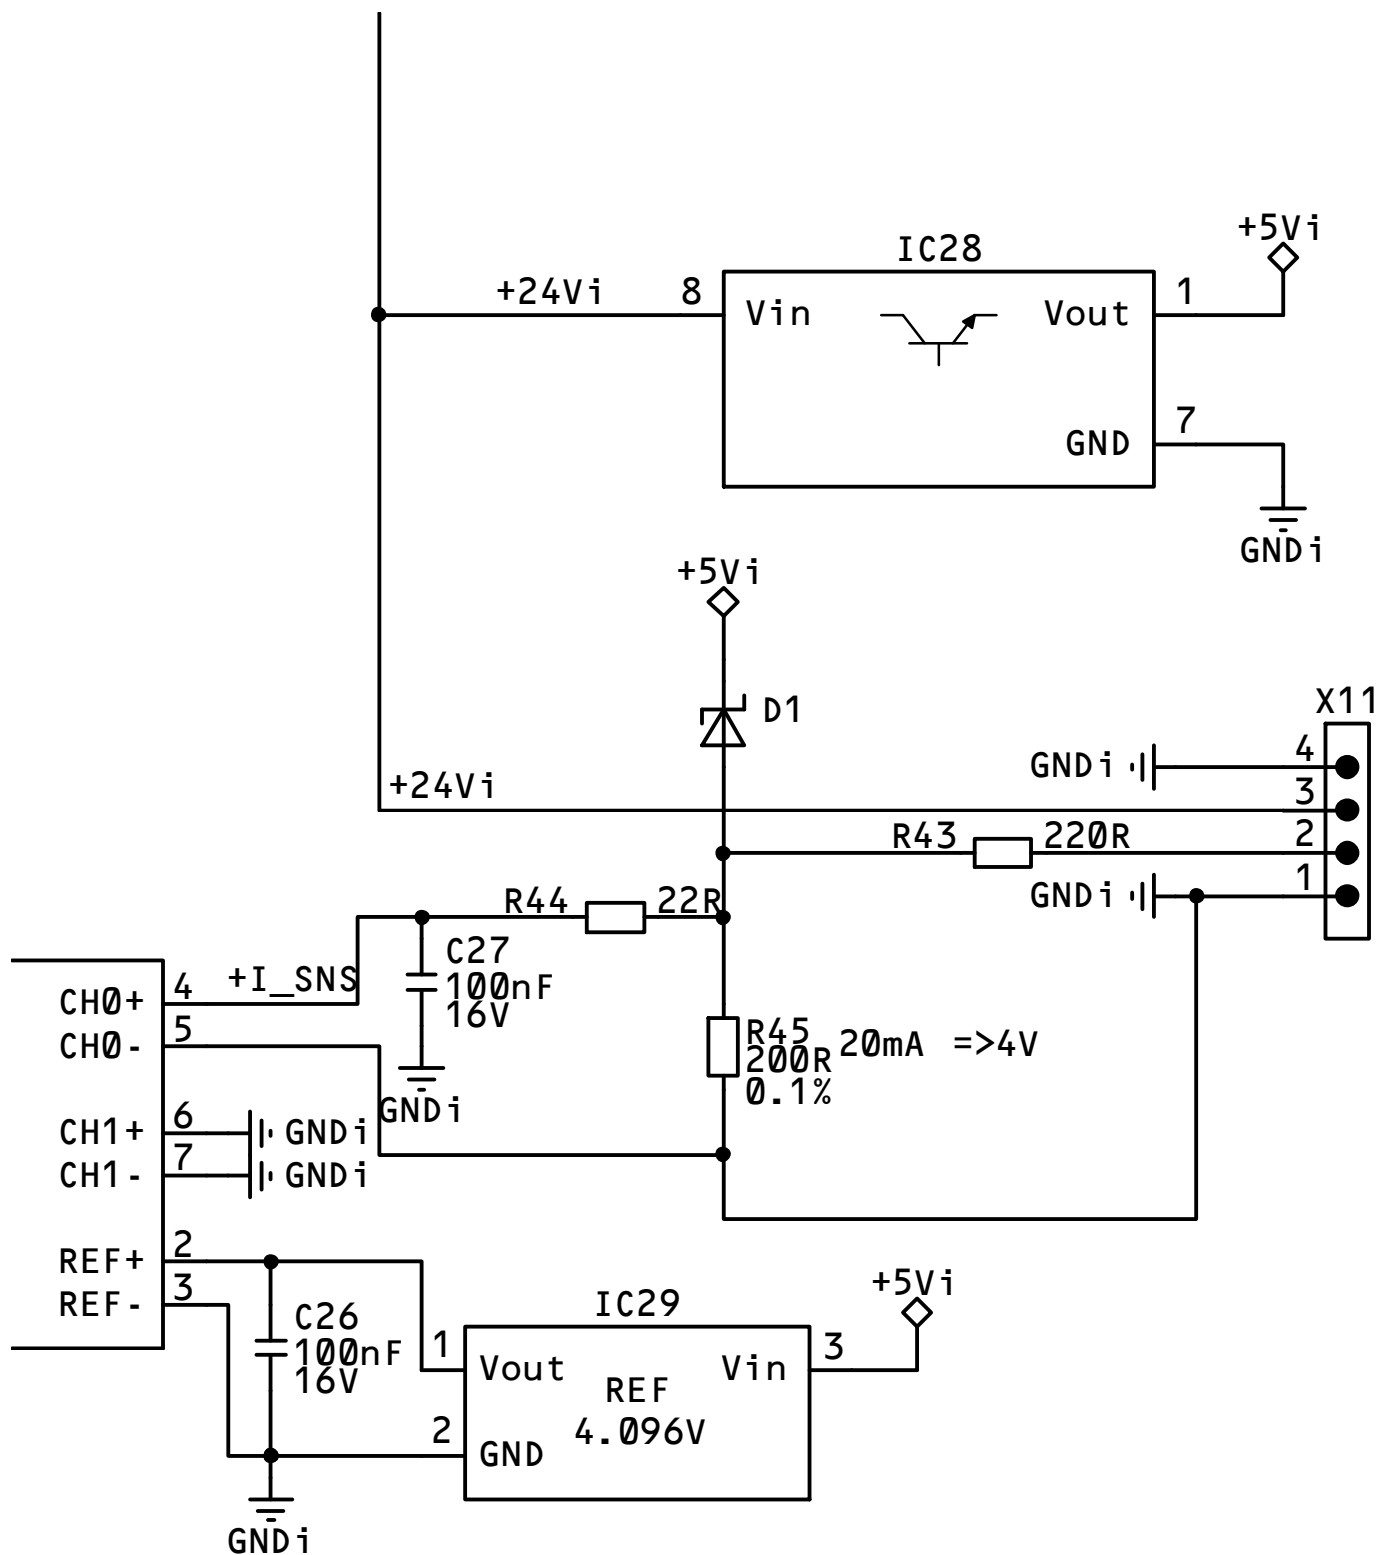 +5Vi
IC28
+24Vi
8
1
Vin
Vout
7
GND
GNDi
+5Vi
D1
X11
GNDi
4
+24Vi
3
R43
220R
2
GNDi
1
R44
22R
C27
100nF
16V
+I_SNS
CH0+
4
CH0-
5
R45
200R
0.1%
20mA =>4V
GNDi
CH1+
6
GNDi
CH1-
7
GNDi
REF+
2
REF-
3
+5Vi
C26
100nF
16V
IC29
1
3
Vout
Vin
REF
4.096V
2
GND
GNDi